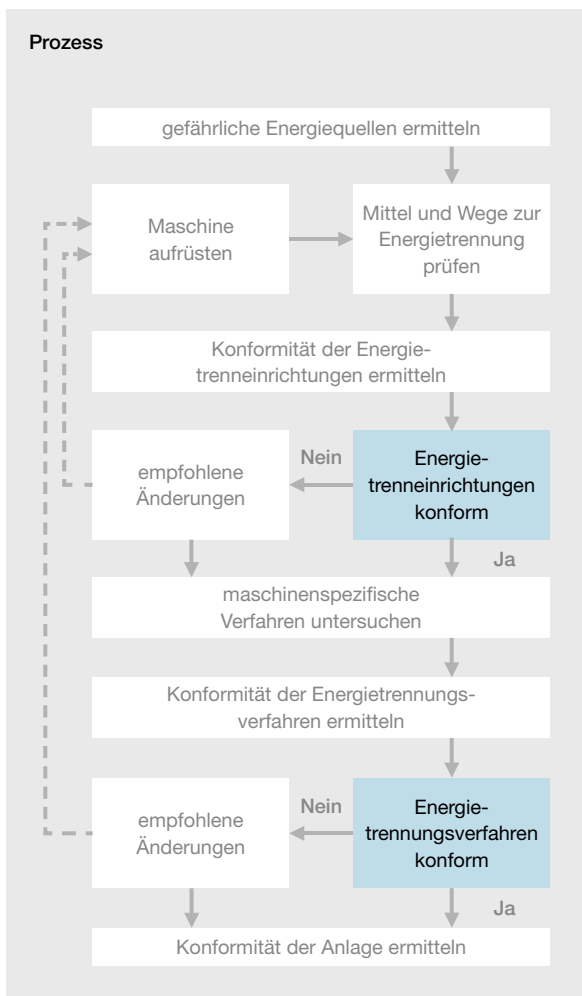 Prozess
gefährliche Energiequellen ermitteln
Maschine
aufrüsten
Mittel und Wege zur
Energietrennung
prüfen
Konformität der Energie-
trenneinrichtungen ermitteln
empfohlene
Änderungen
Nein
Energie-
trenneinrichtungen
konform
Ja
maschinenspezifische
Verfahren untersuchen
Konformität der Energietrennungs-
verfahren ermitteln
empfohlene
Änderungen
Nein
Energie-
trennungsverfahren
konform
Ja
Konformität der Anlage ermitteln